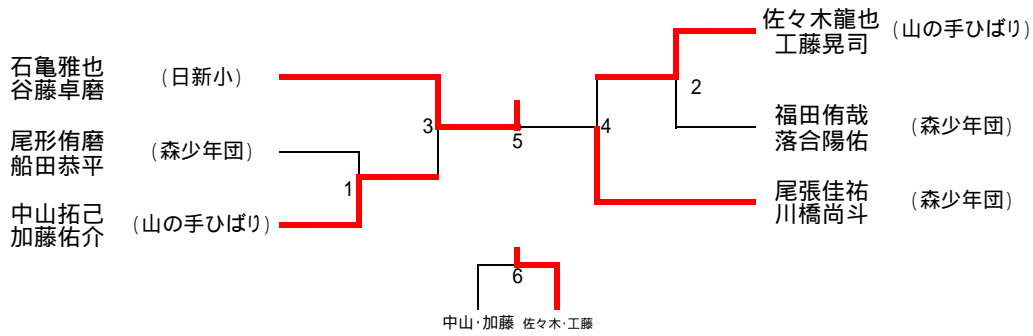 石亀雅也
谷藤卓磨
(日新小)
尾形侑磨
船田恭平
(森少年団)
中山拓己
加藤佑介
(山の手ひばり)
1
3
5
4
2
佐々木龍也
工藤晃司
(山の手ひばり)
福田侑哉
落合陽佑
(森少年団)
尾張佳祐
川橋尚斗
(森少年団)
6
中山・加藤 佐々木・工藤